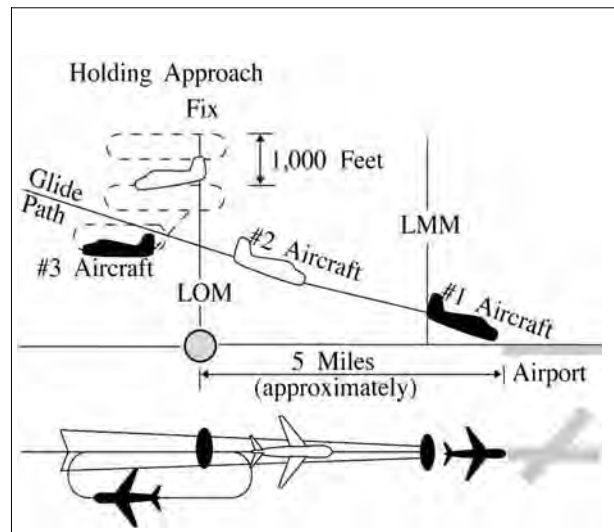 Holding Approach
Fix
1,000 Feet
Glide
Path
#2 Aircraft
LMM
#3 Aircraft
LOM
#1 Aircraft
5 Miles
(approximately)
Airport